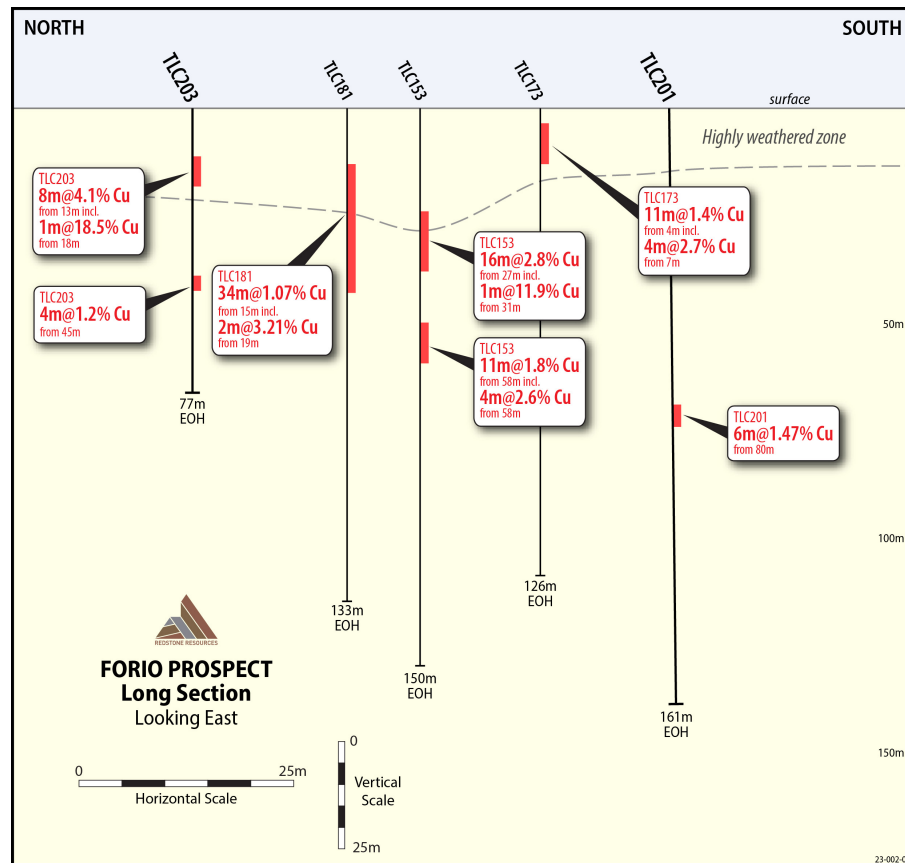 NORTH
SOUTH
TLC203
TLC181
TLC153
TLC173
TLC201
surface
Highly weathered zone
TLC203
8m@4.1% Cu
from 13m incl.
1m@18.5% Cu
from 18m
TLC203
4m@1.2% Cu
from 45m
TLC181
34m@1.07% Cu
from 15m incl.
2m@3.21% Cu
from 19m
TLC153
16m@2.8% Cu
from 27m incl.
1m@11.9% Cu
from 31m
TLC153
11m@1.8% Cu
from 58m incl.
4m@2.6% Cu
from 58m
TLC173
11m@1.4% Cu
from 4m incl.
4m@2.7% Cu
from 7m
TLC201
6m@1.47% Cu
from 80m
50m
100m
150m
77m
EOH
133m
EOH
150m
EOH
126m
EOH
161m
EOH
REDSTONE RESOURCES
FORIO PROSPECT
Long Section
Looking East
0
25m
Horizontal Scale
0
Vertical
Scale
25m